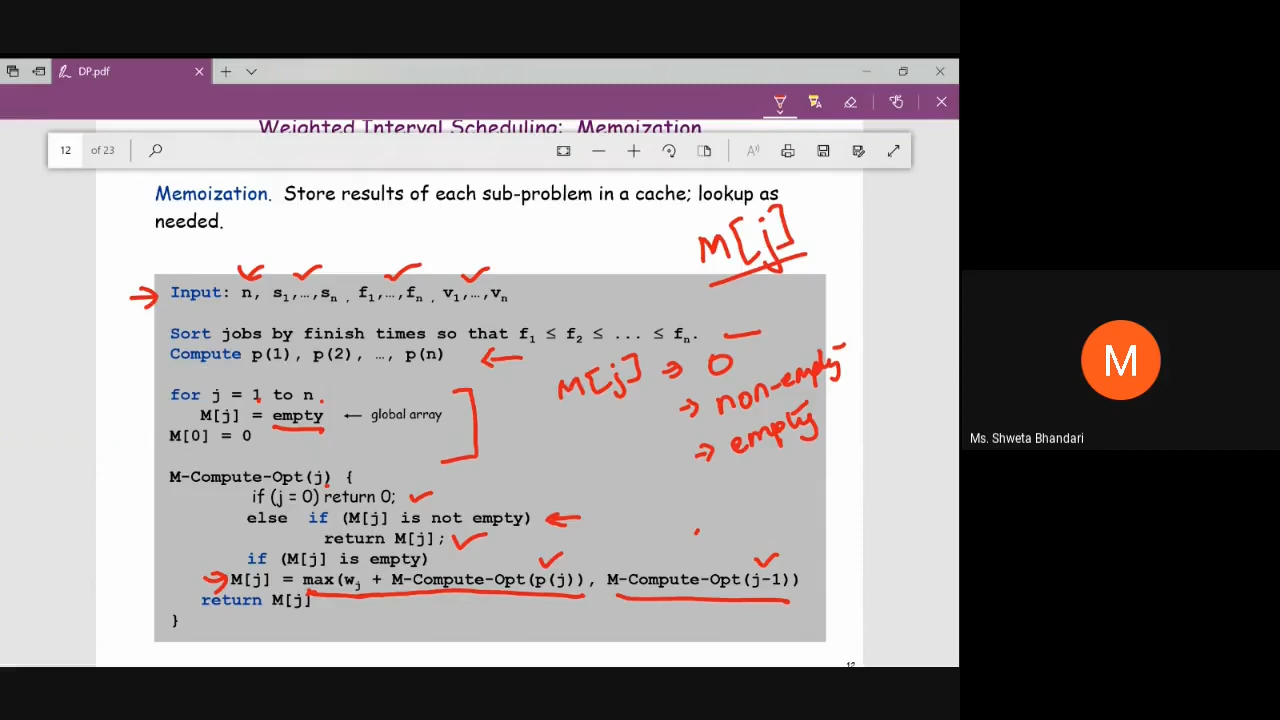 DP.pdf
Weighted Interval Scheduling: Memoization
12 of 23
Memoization. Store results of each sub-problem in a cache; lookup as
needed.
M[j]
Input: n, s1,…,sn , f1,…,fn , v1,…,vn
Sort jobs by finish times so that f1 ≤ f2 ≤ ... ≤ fn.
Compute p(1), p(2), …, p(n)
M[j] → 0
→ non-empty
→ empty
for j = 1 to n
M[j] = empty ← global array
M[0] = 0
M-Compute-Opt(j) {
if (j = 0) return 0;
else if (M[j] is not empty)
return M[j];
if (M[j] is empty)
M[j] = max(wj + M-Compute-Opt(p(j)), M-Compute-Opt(j-1))
return M[j]
}
12
M
Ms. Shweta Bhandari